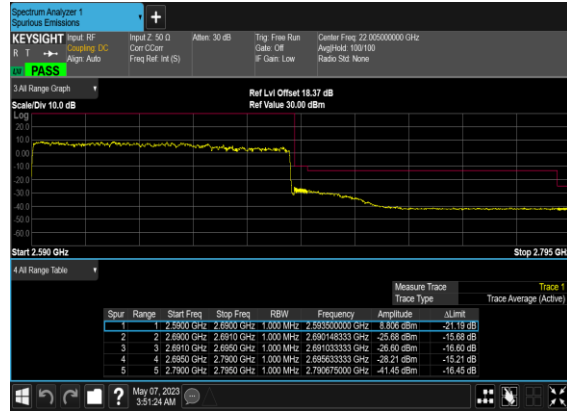 Spectrum Analyzer 1
Spurious Emissions
KEYSIGHT Input: RF Input Z: 50 Ω Atten: 30 dB Trig: Free Run Center Freq: 22.005000000 GHz
R T Coupling: DC Corr CCorr Gate: Off Avg|Hold: 100/100
Align: Auto Freq Ref: Int (S) IF Gain: Low Radio Std: None
PASS
3 All Range Graph Ref Lvl Offset 18.37 dB
Scale/Div 10.0 dB Ref Value 30.00 dBm
Log
20.0
10.0
0.00
-10.0
-20.0
-30.0
-40.0
-50.0
-60.0
Start 2.590 GHz Stop 2.795 GH
4 All Range Table
Measure Trace Trace 1
Trace Type Trace Average (Active)
Spur Range Start Freq Stop Freq RBW Frequency Amplitude ΔLimit
1 1 2.5900 GHz 2.6900 GHz 1.000 MHz 2.593500000 GHz 8.806 dBm -21.19 dB
2 2 2.6900 GHz 2.6910 GHz 1.000 MHz 2.690148333 GHz -25.68 dBm -15.68 dB
3 3 2.6910 GHz 2.6950 GHz 1.000 MHz 2.691033333 GHz -26.60 dBm -16.60 dB
4 4 2.6950 GHz 2.7900 GHz 1.000 MHz 2.695633333 GHz -28.21 dBm -15.21 dB
5 5 2.7900 GHz 2.7950 GHz 1.000 MHz 2.790675000 GHz -41.45 dBm -16.45 dB
May 07, 2023
3:51:24 AM